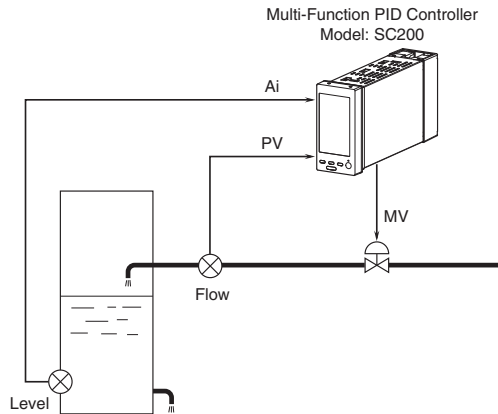 Multi-Function PID Controller
Model: SC200
Ai
PV
MV
Flow
Level